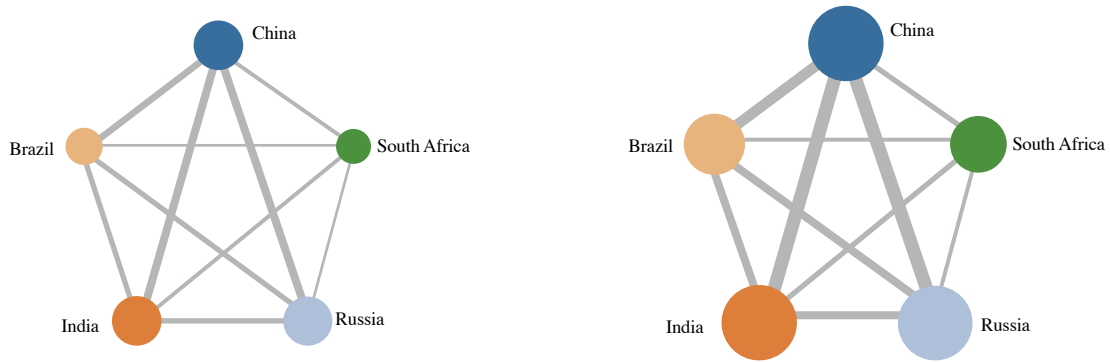 China
Brazil
South Africa
India
Russia
China
Brazil
South Africa
India
Russia